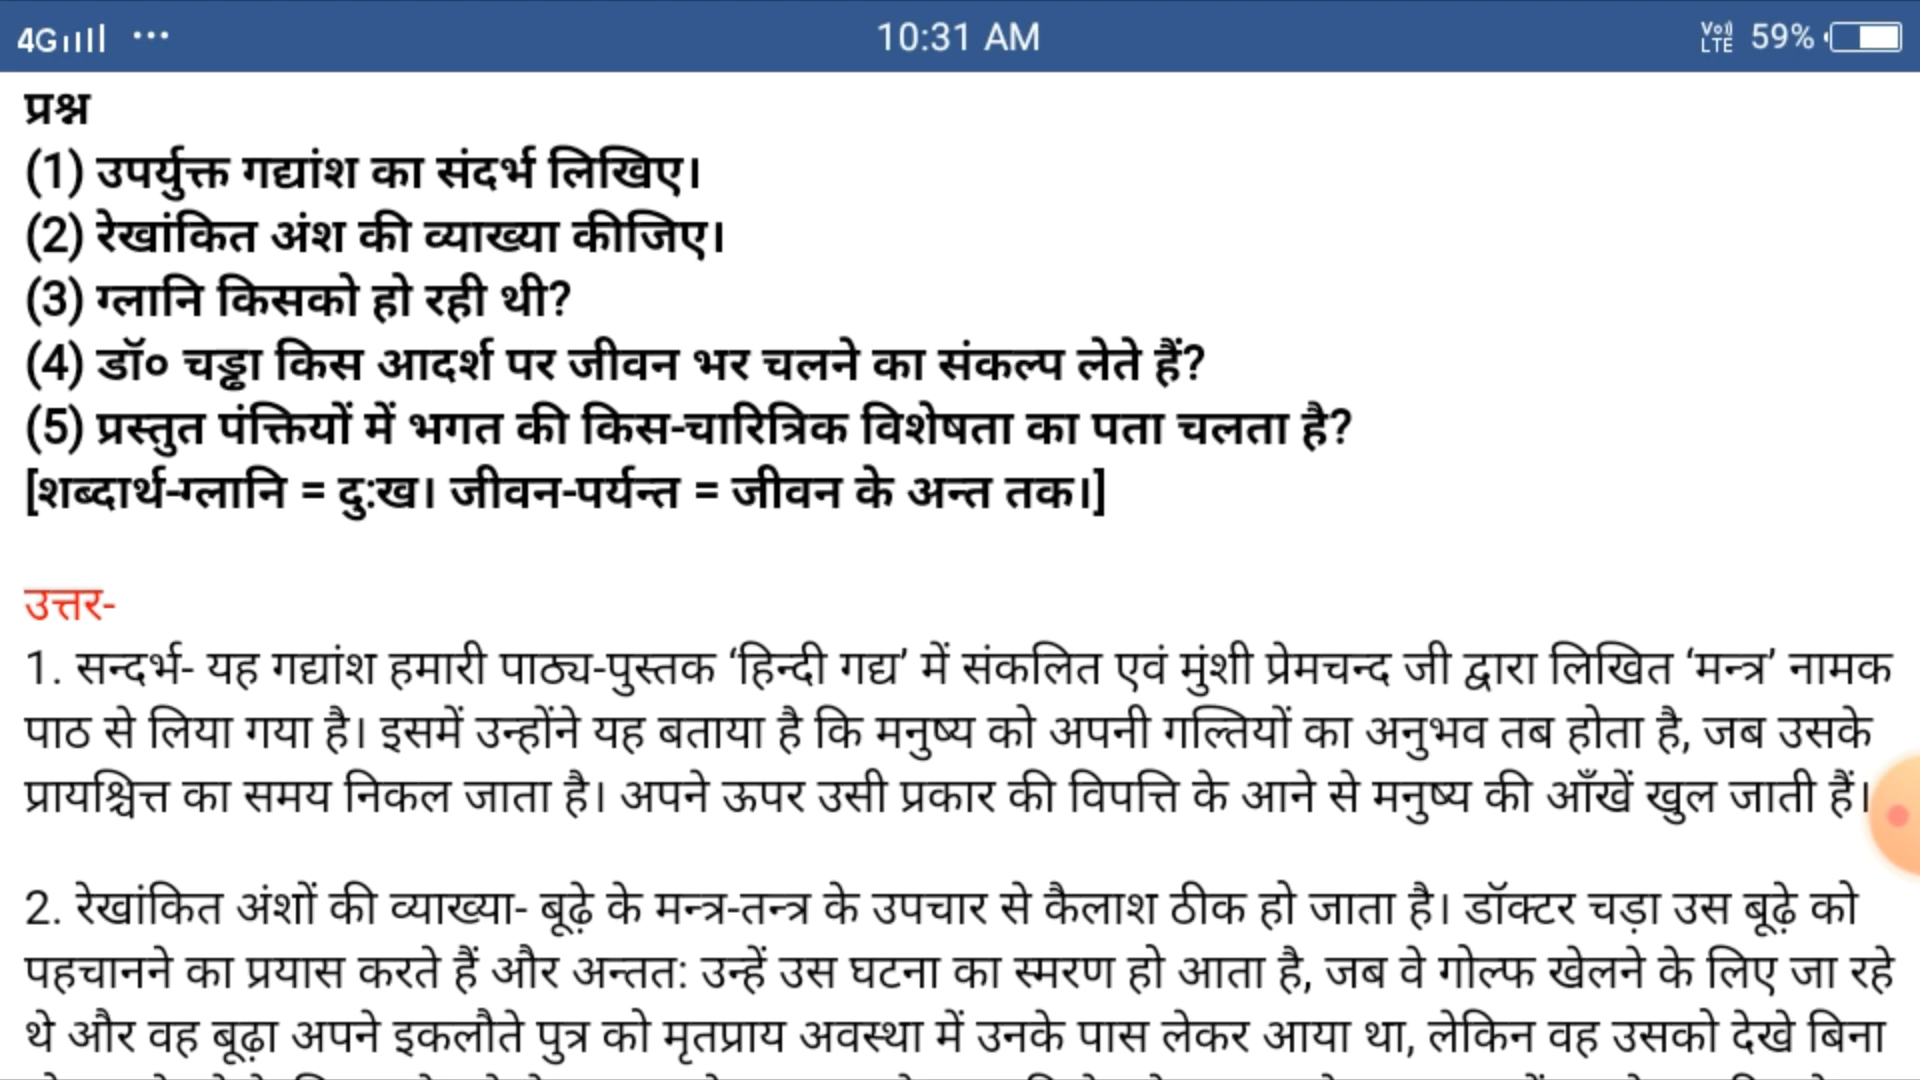 4G
10:31 AM
VoI) LTE 59%
प्रश्न
(1) उपर्युक्त गद्यांश का संदर्भ लिखिए।
(2) रेखांकित अंश की व्याख्या कीजिए।
(3) ग्लानि किसको हो रही थी?
(4) डॉ० चड्ढा किस आदर्श पर जीवन भर चलने का संकल्प लेते हैं?
(5) प्रस्तुत पंक्तियों में भगत की किस-चारित्रिक विशेषता का पता चलता है?
[शब्दार्थ-ग्लानि = दु:ख। जीवन-पर्यन्त = जीवन के अन्त तक।]
उत्तर-
1. सन्दर्भ- यह गद्यांश हमारी पाठ्य-पुस्तक ‘हिन्दी गद्य’ में संकलित एवं मुंशी प्रेमचन्द जी द्वारा लिखित ‘मन्त्र’ नामक
पाठ से लिया गया है। इसमें उन्होंने यह बताया है कि मनुष्य को अपनी गल्तियों का अनुभव तब होता है, जब उसके
प्रायश्चित्त का समय निकल जाता है। अपने ऊपर उसी प्रकार की विपत्ति के आने से मनुष्य की आँखें खुल जाती हैं।
2. रेखांकित अंशों की व्याख्या- बूढ़े के मन्त्र-तन्त्र के उपचार से कैलाश ठीक हो जाता है। डॉक्टर चड़ा उस बूढ़े को
पहचानने का प्रयास करते हैं और अन्तत: उन्हें उस घटना का स्मरण हो आता है, जब वे गोल्फ खेलने के लिए जा रहे
थे और वह बूढ़ा अपने इकलौते पुत्र को मृतप्राय अवस्था में उनके पास लेकर आया था, लेकिन वह उसको देखे बिना